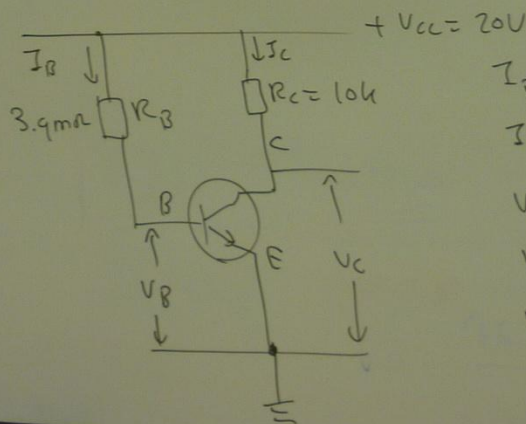 + VCC = 20V
IB
IC
3.9mΩ
RB
RC = 10k
C
B
E
VB
VC
I
I
V